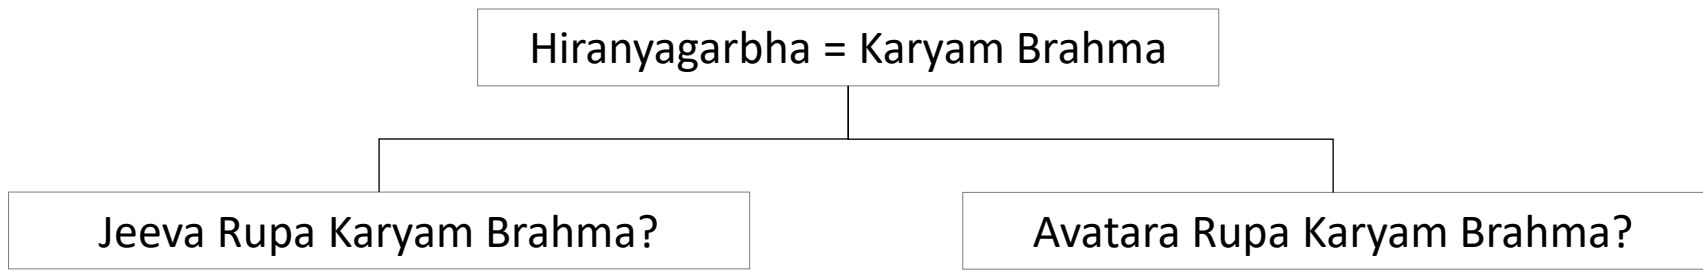 Hiranyagarbha = Karyam Brahma
Jeeva Rupa Karyam Brahma?
Avatara Rupa Karyam Brahma?